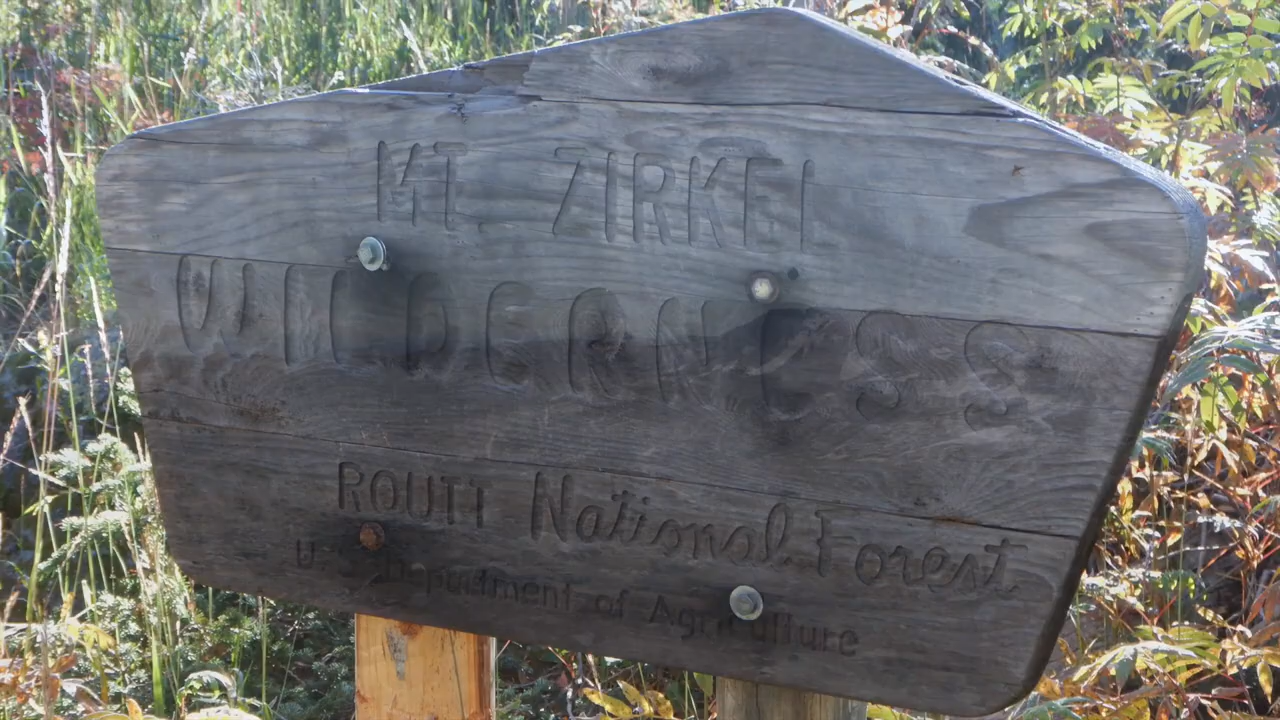 MT. ZIRKEL
WILDERNESS
ROUTT National Forest
U. S. Department of Agriculture